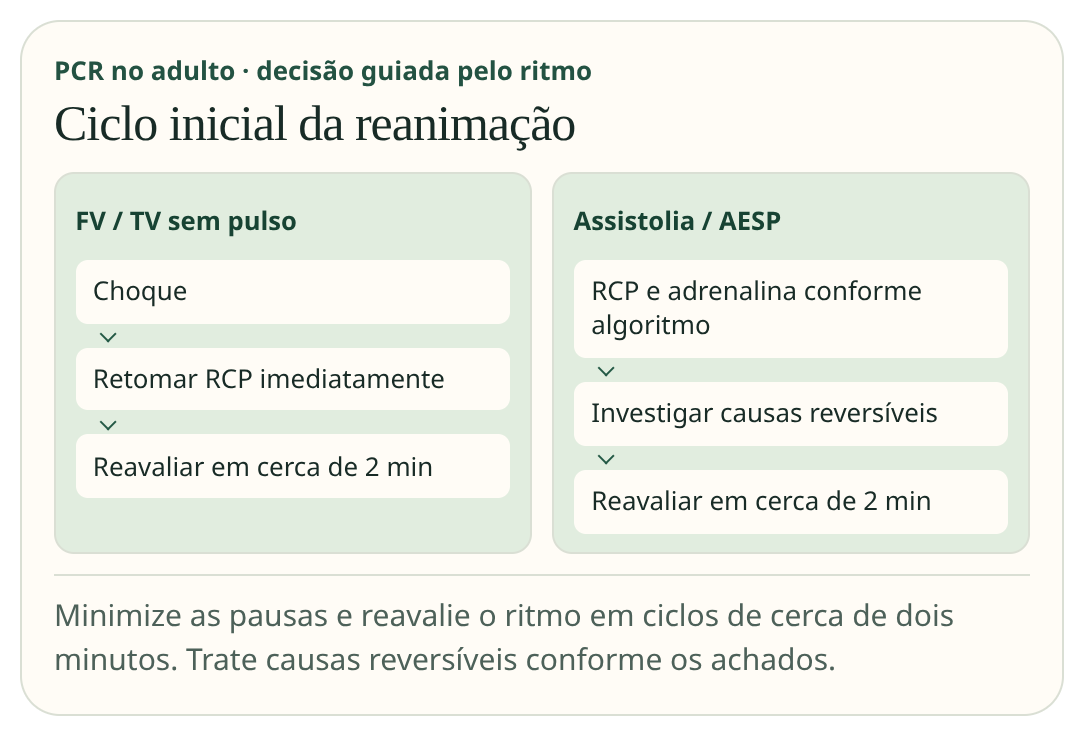 PCR no adulto · decisão guiada pelo ritmo
Ciclo inicial da reanimação
FV / TV sem pulso
Choque
Retomar RCP imediatamente
Reavaliar em cerca de 2 min
Assistolia / AESP
RCP e adrenalina conforme
algoritmo
Investigar causas reversíveis
Reavaliar em cerca de 2 min
Minimize as pausas e reavalie o ritmo em ciclos de cerca de dois
minutos. Trate causas reversíveis conforme os achados.